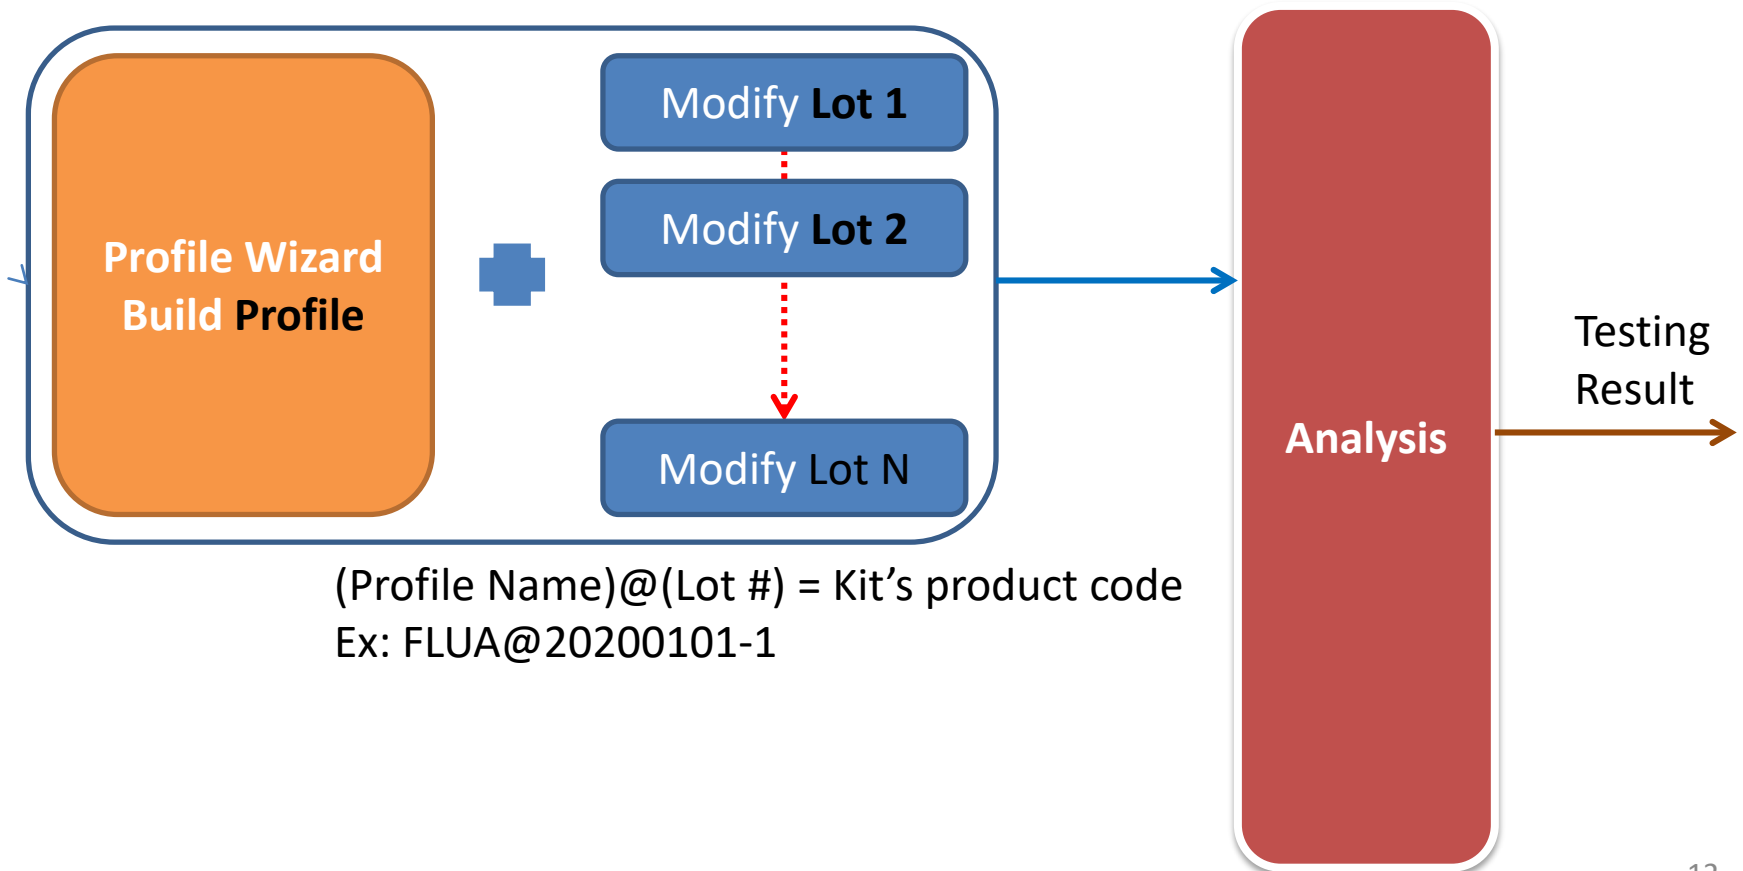 Profile Wizard
Build Profile
Modify Lot 1
Modify Lot 2
Modify Lot N
(Profile Name)@(Lot #) = Kit’s product code
Ex: FLUA@20200101-1
Analysis
Testing
Result